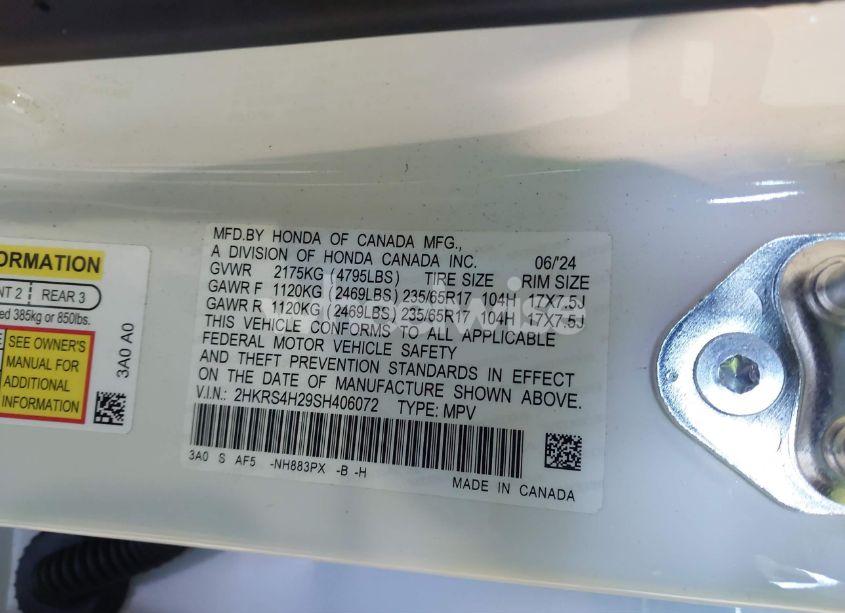 ORMATION
NT 2 REAR 3
ed 385kg or 850lbs.
SEE OWNER'S
MANUAL FOR
ADDITIONAL
INFORMATION
3A0 A0
MFD.BY HONDA OF CANADA MFG.,
A DIVISION OF HONDA CANADA INC. 06/'24
GVWR 2175KG (4795LBS) TIRE SIZE RIM SIZE
GAWR F 1120KG (2469LBS) 235/65R17 104H 17X7.5J
GAWR R 1120KG (2469LBS) 235/65R17 104H 17X7.5J
THIS VEHICLE CONFORMS TO ALL APPLICABLE
FEDERAL MOTOR VEHICLE SAFETY
AND THEFT PREVENTION STANDARDS IN EFFECT
ON THE DATE OF MANUFACTURE SHOWN ABOVE.
V.I.N.: 2HKRS4H29SH406072 TYPE: MPV
3A0 S AF5 -NH883PX -B -H
MADE IN CANADA